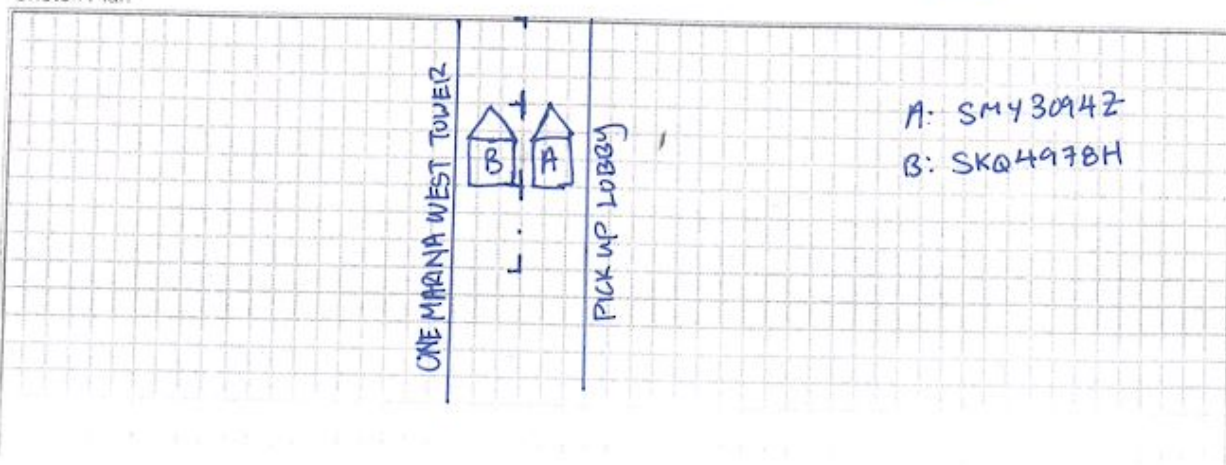 ONE MARINA WEST TOWER
B
A
PICK UP LOBBY
A: SMY3094Z
B: SKQ4978H